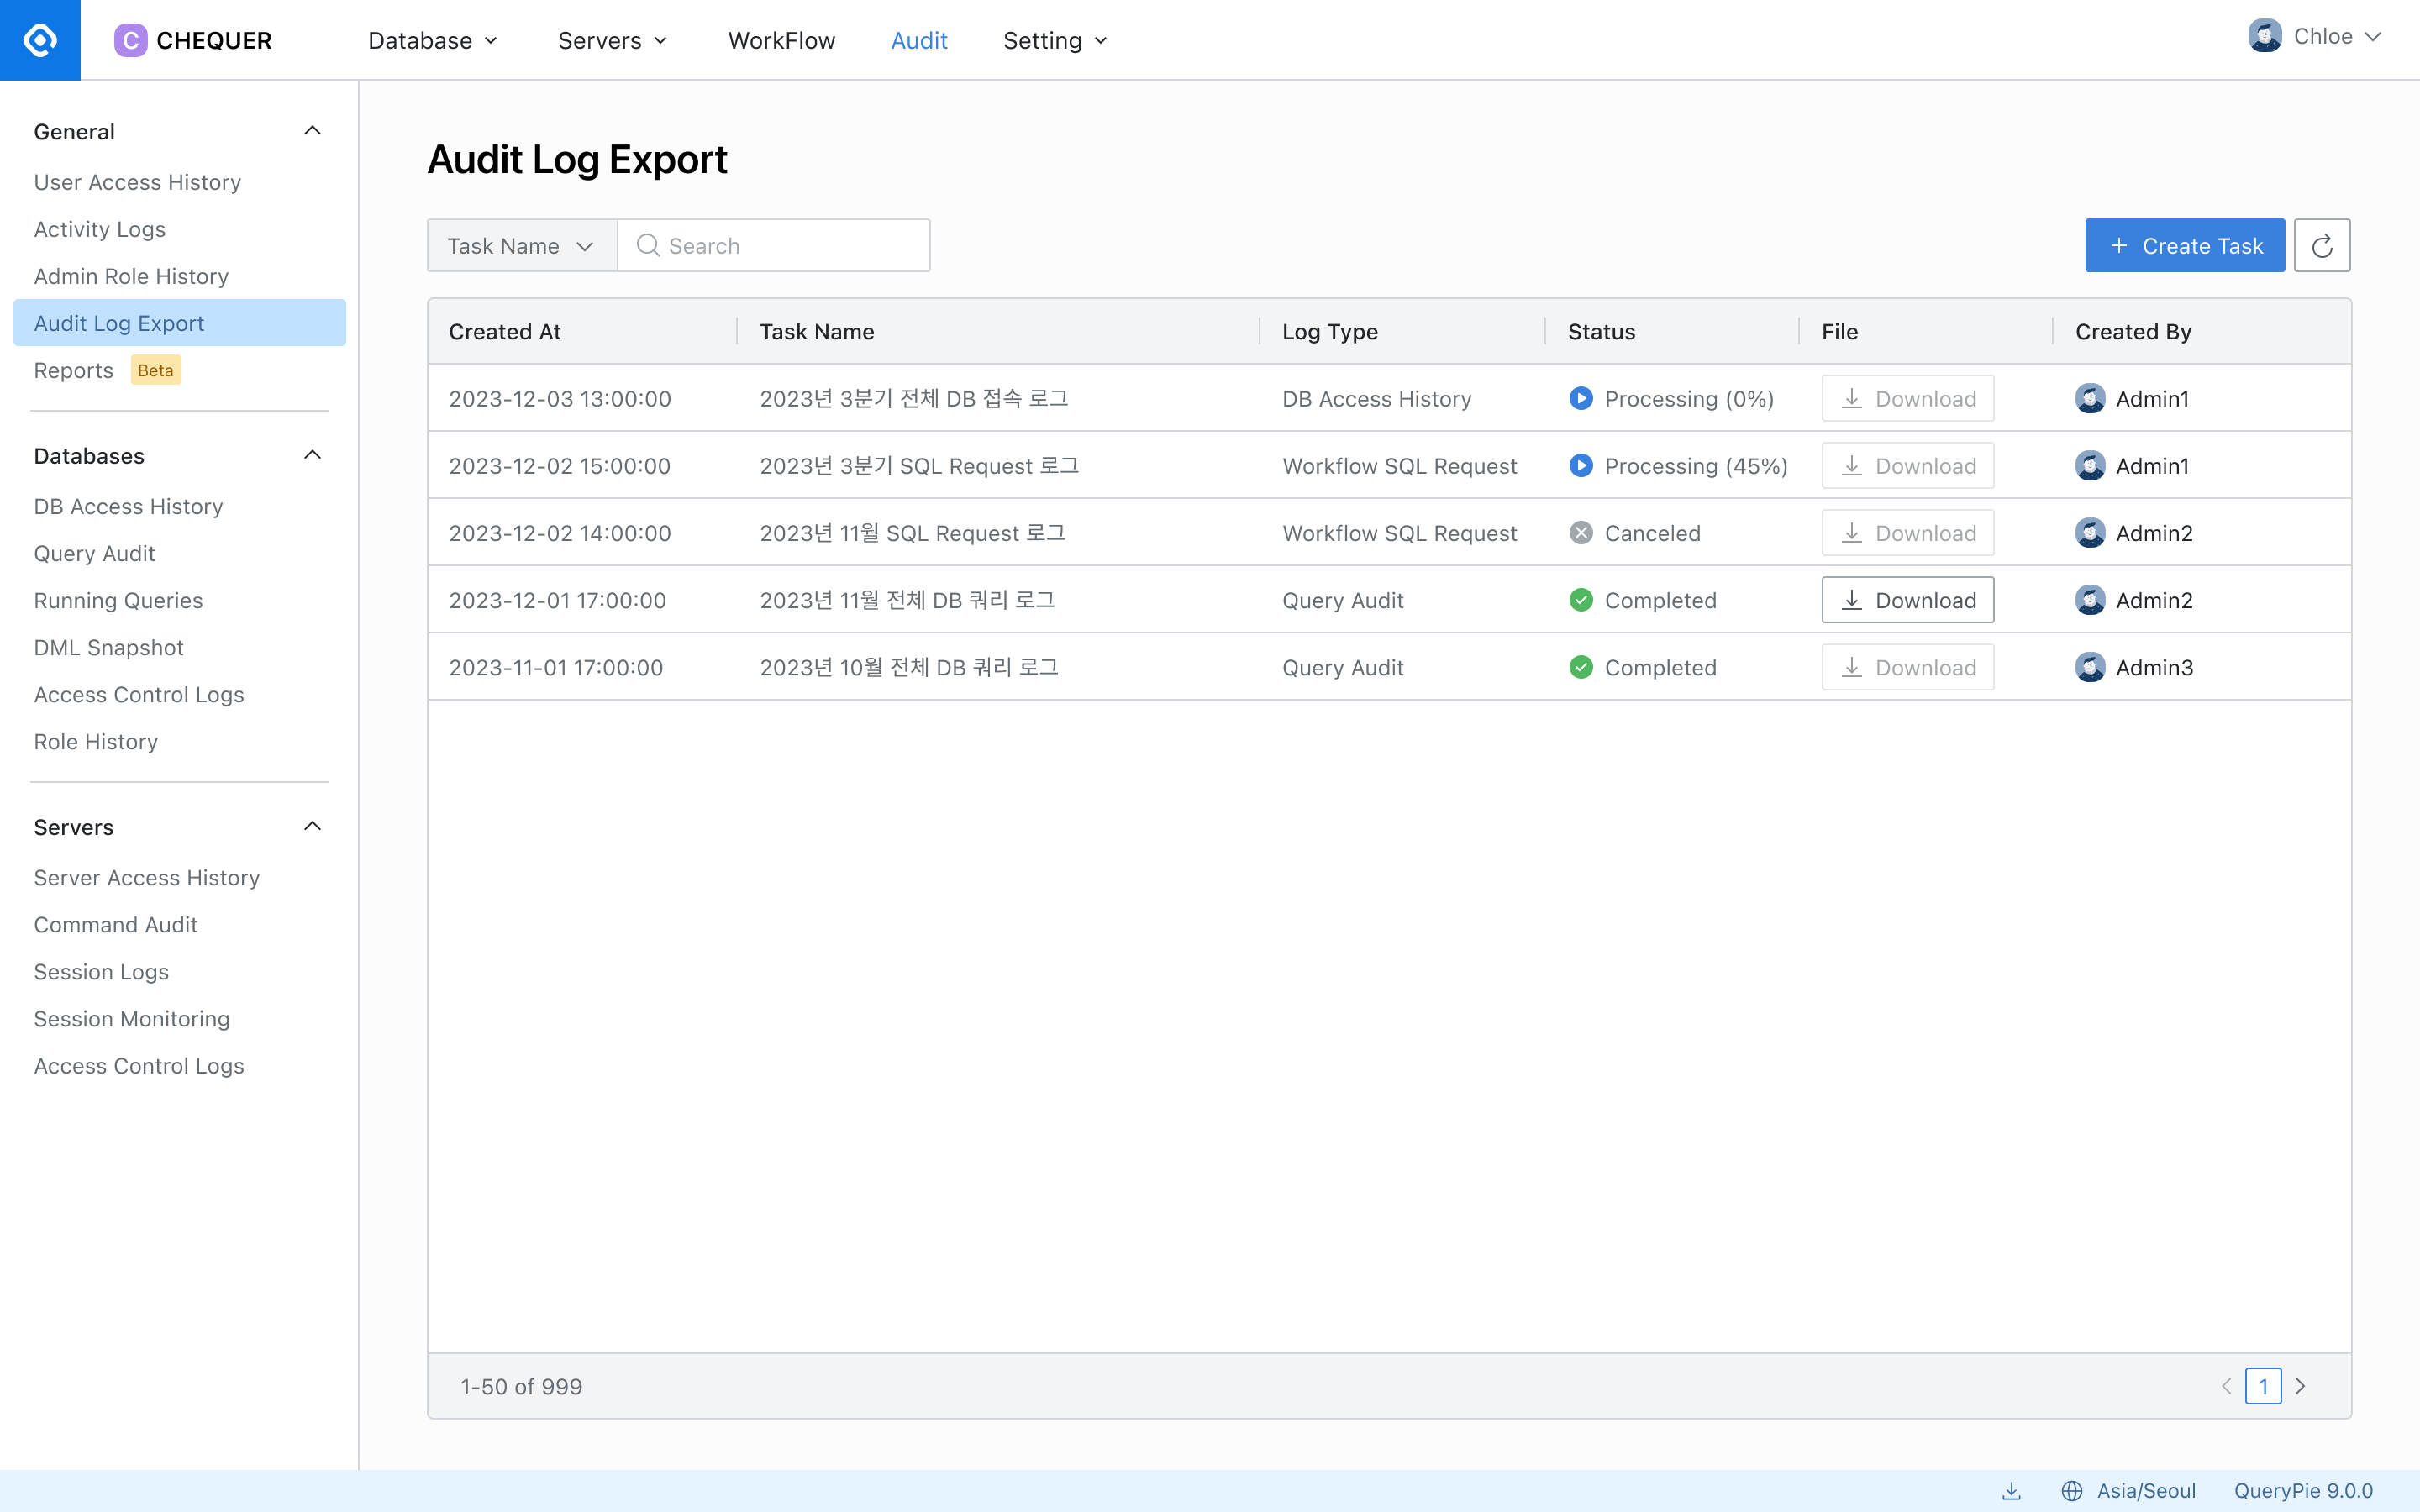 C CHEQUER Database Servers WorkFlow Audit Setting Chloe
General
User Access History
Activity Logs
Admin Role History
Audit Log Export
Reports Beta
Databases
DB Access History
Query Audit
Running Queries
DML Snapshot
Access Control Logs
Role History
Servers
Server Access History
Command Audit
Session Logs
Session Monitoring
Access Control Logs
Audit Log Export
Task Name Search + Create Task
Created At Task Name Log Type Status File Created By
2023-12-03 13:00:00 2023년 3분기 전체 DB 접속 로그 DB Access History Processing (0%) Download Admin1
2023-12-02 15:00:00 2023년 3분기 SQL Request 로그 Workflow SQL Request Processing (45%) Download Admin1
2023-12-02 14:00:00 2023년 11월 SQL Request 로그 Workflow SQL Request Canceled Download Admin2
2023-12-01 17:00:00 2023년 11월 전체 DB 쿼리 로그 Query Audit Completed Download Admin2
2023-11-01 17:00:00 2023년 10월 전체 DB 쿼리 로그 Query Audit Completed Download Admin3
1-50 of 999 1
Asia/Seoul QueryPie 9.0.0